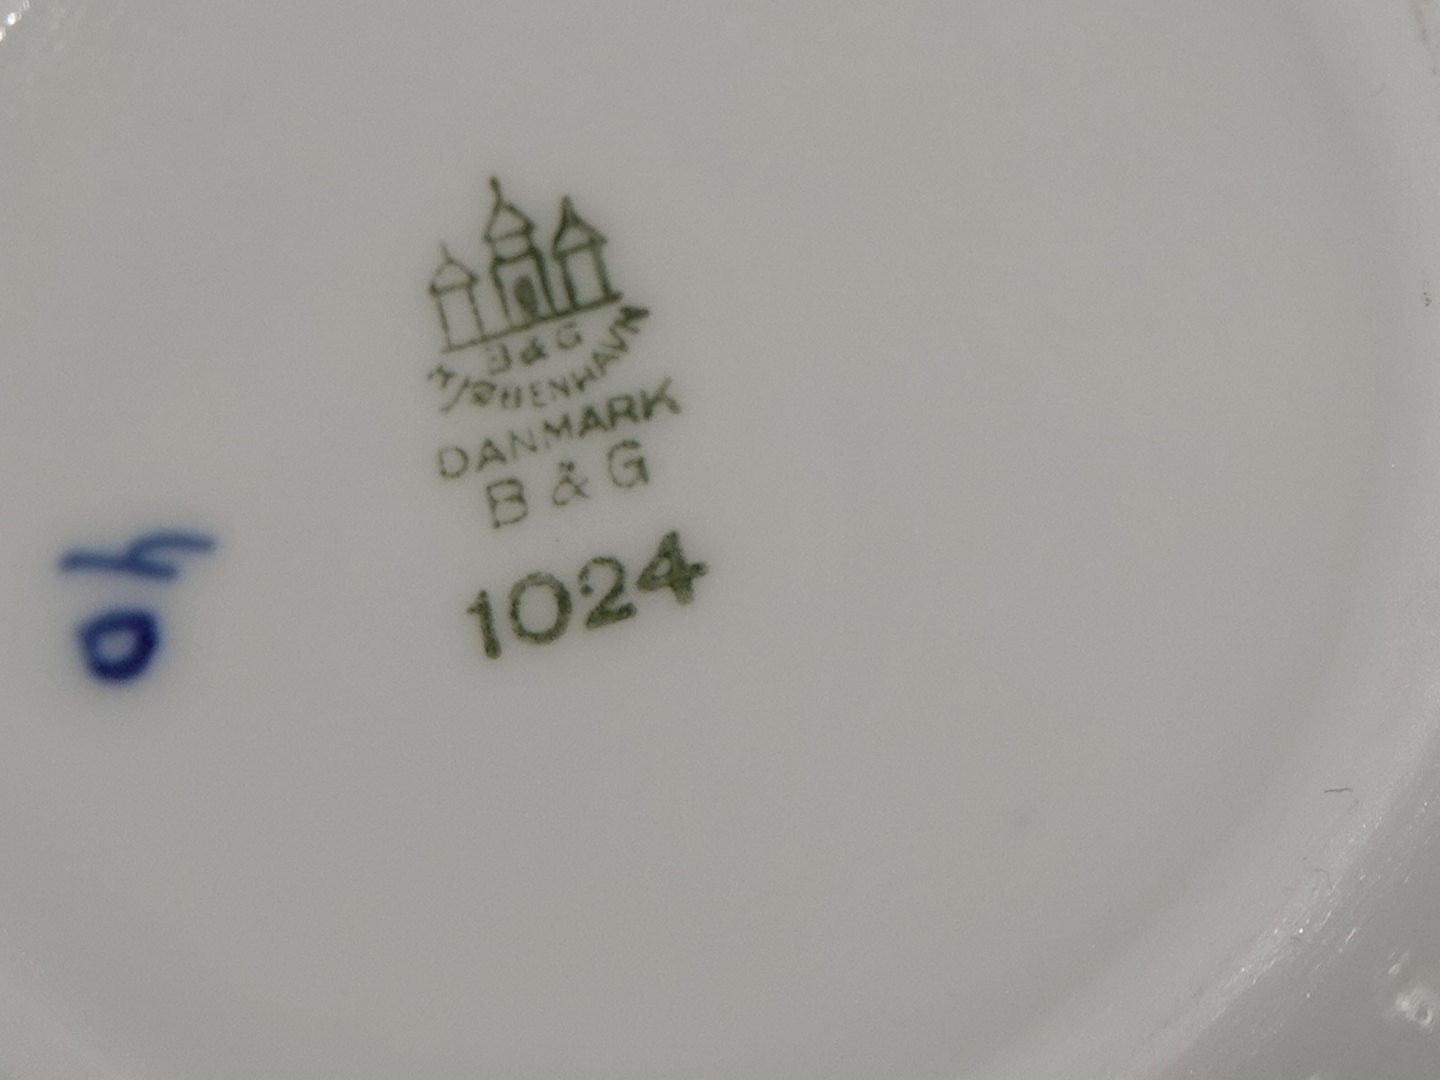 B & G
KJØBENHAVN
DANMARK
B & G
1024